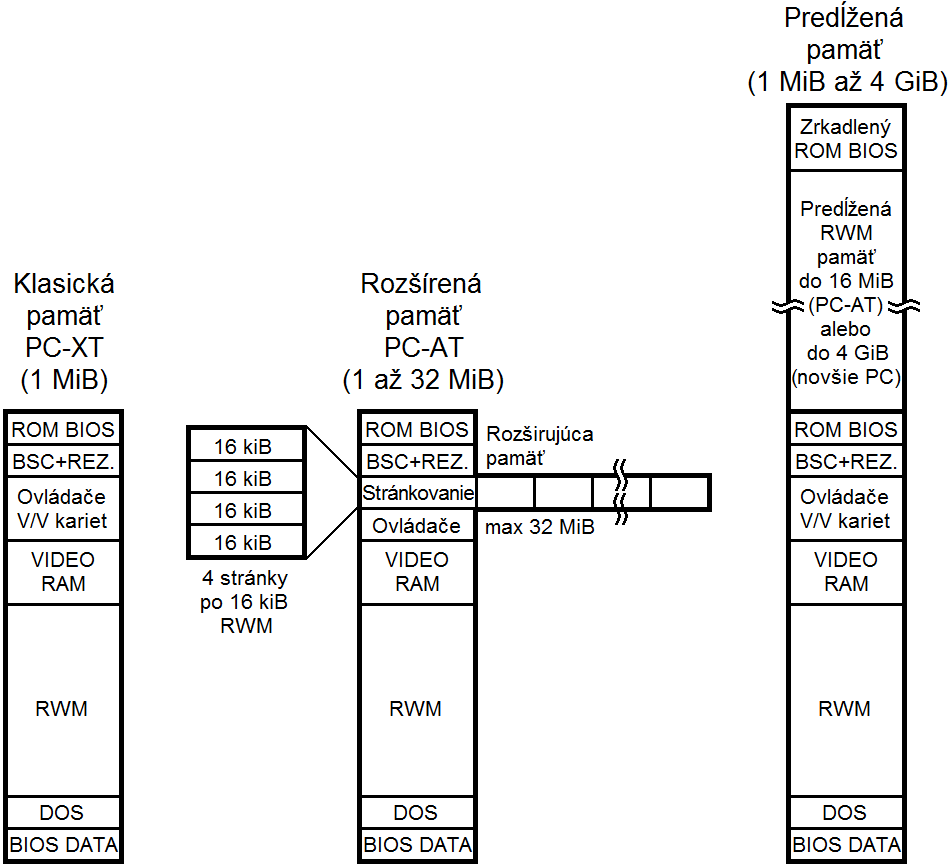 Klasická
pamäť
PC-XT
(1 MiB)
ROM BIOS
BSC+REZ.
Ovládače
V/V kariet
VIDEO
RAM
RWM
DOS
BIOS DATA
16 kiB
16 kiB
16 kiB
16 kiB
4 stránky
po 16 kiB
RWM
Rozšírená
pamäť
PC-AT
(1 až 32 MiB)
ROM BIOS
BSC+REZ.
Stránkovanie
Ovládače
VIDEO
RAM
RWM
DOS
BIOS DATA
Rozširujúca
pamäť
max 32 MiB
Predĺžená
pamäť
(1 MiB až 4 GiB)
Zrkadlený
ROM BIOS
Predĺžená
RWM
pamäť
do 16 MiB
(PC-AT)
alebo
do 4 GiB
(novšie PC)
ROM BIOS
BSC+REZ.
Ovládače
V/V kariet
VIDEO
RAM
RWM
DOS
BIOS DATA